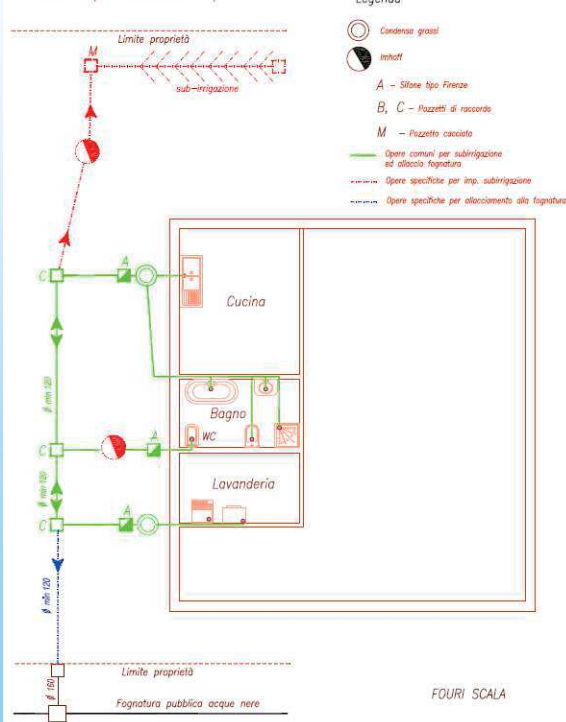 Legenda
Limite proprietà
M
sub-irrigazione
Condensa grassi
Imhoff
A - Sifone tipo Firenze
B, C - Pozzetti di raccordo
M - Pozzetto cacciata
Opere comuni per subirrigazione
ed allaccio fognatura
Opere specifiche per imp. subirrigazione
Opere specifiche per allacciamento alla fognatura
C
A
Cucina
ø min 120
Bagno
WC
C
A
ø min 120
Lavanderia
C
A
ø min 120
Limite proprietà
ø 160
Fognatura pubblica acque nere
FOURI SCALA